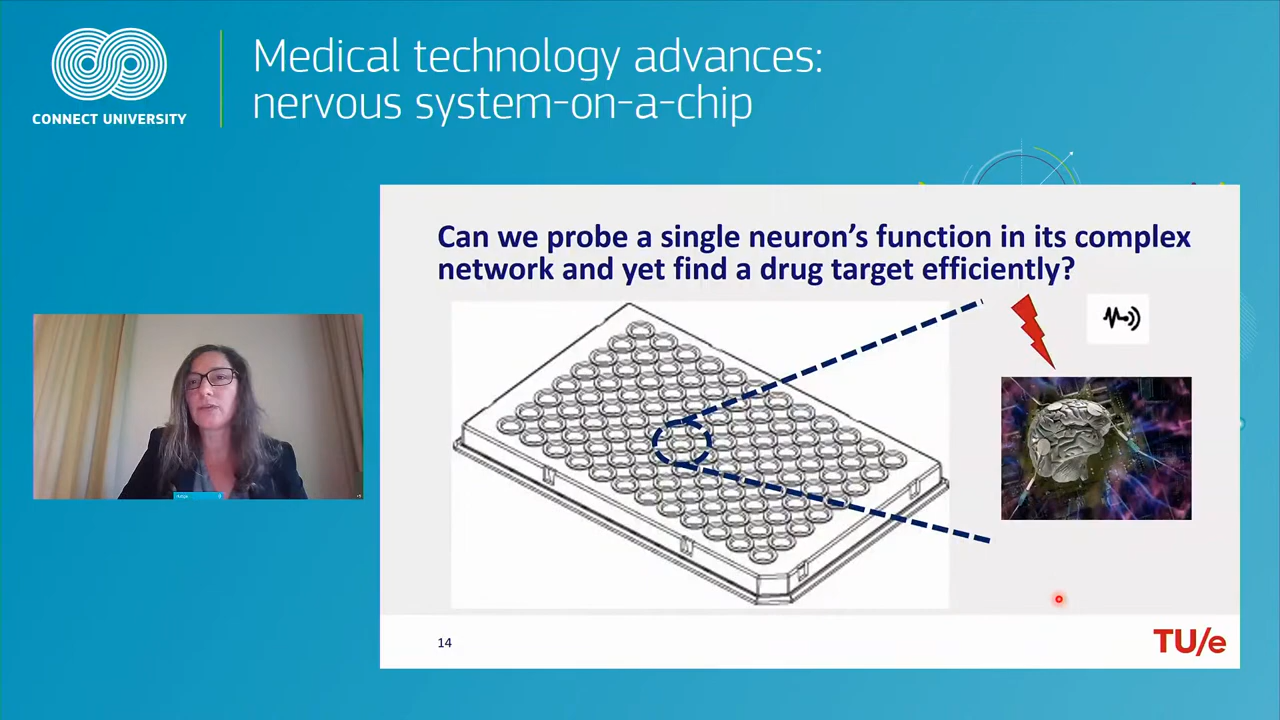 CONNECT UNIVERSITY
Medical technology advances:
nervous system-on-a-chip
Can we probe a single neuron's function in its complex
network and yet find a drug target efficiently?
14
TU/e